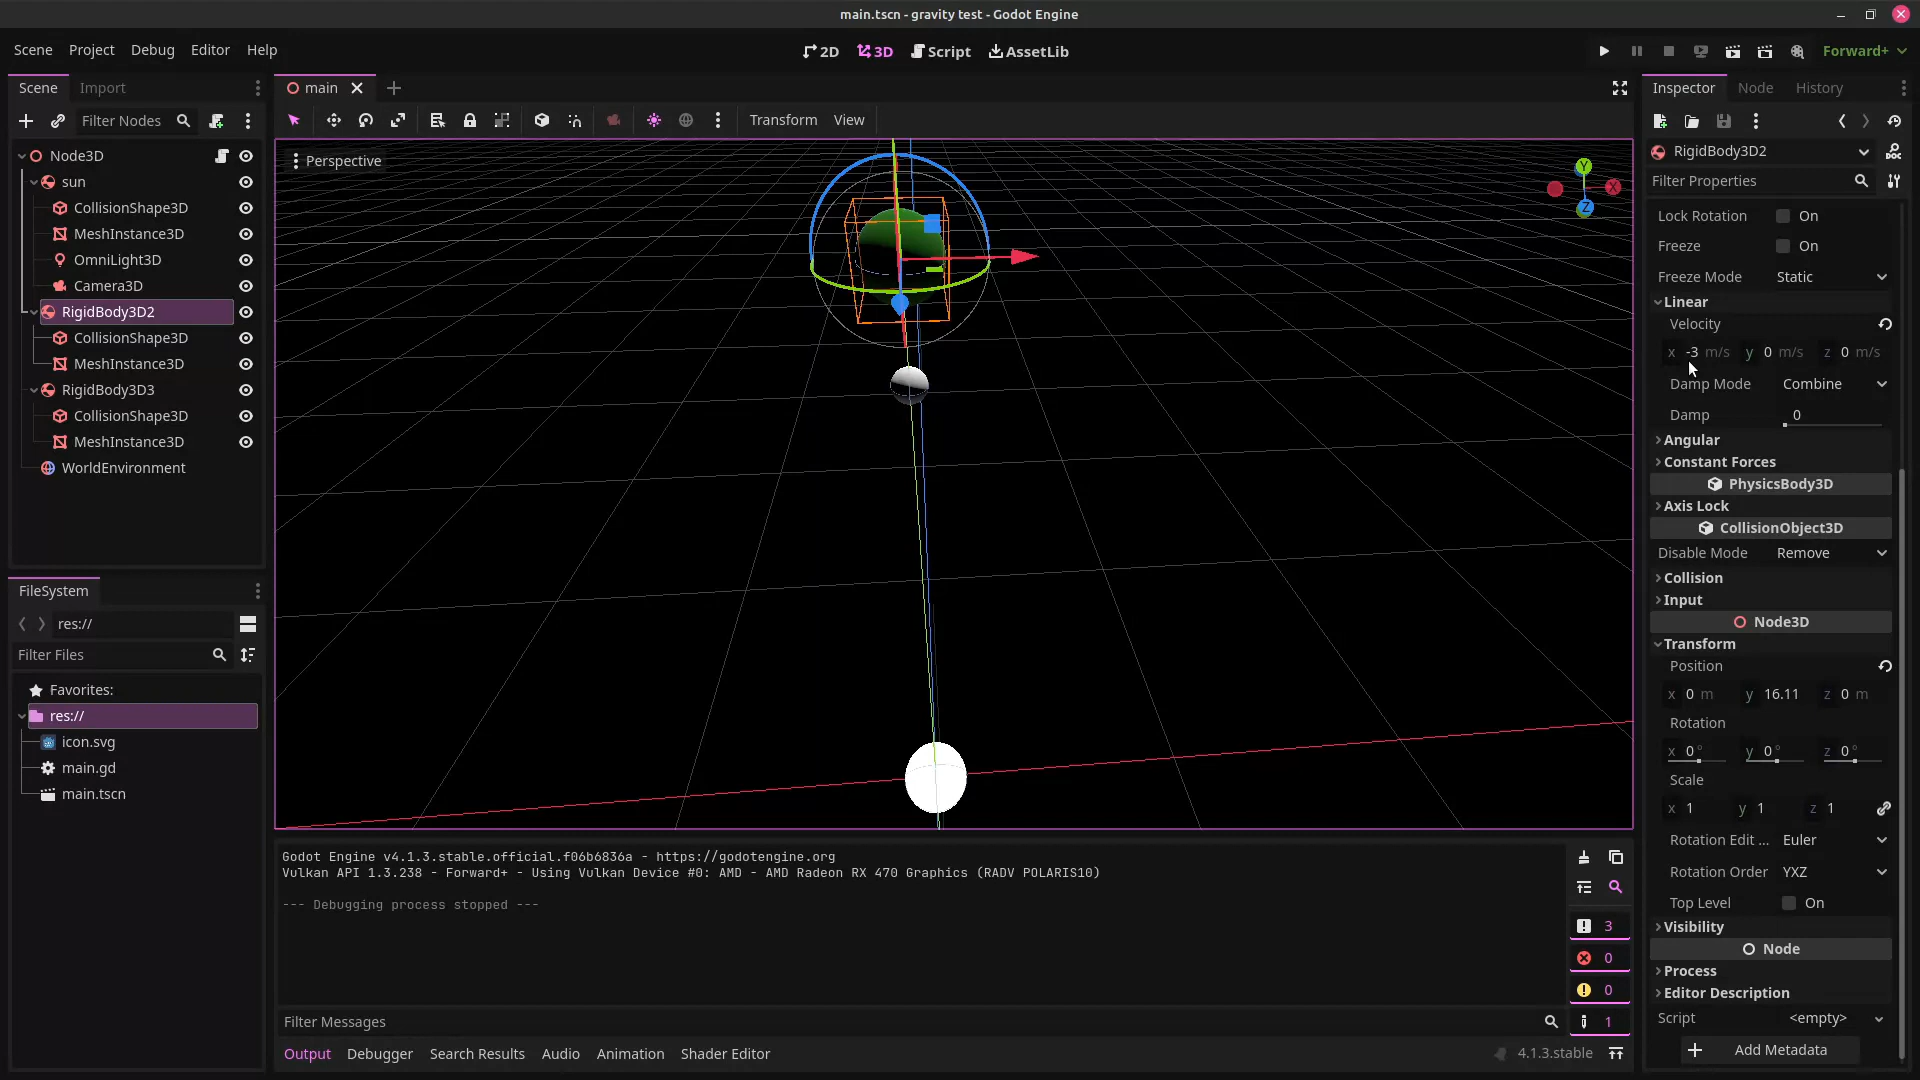 main.tscn - gravity test - Godot Engine
Scene Project Debug Editor Help
2D 3D Script AssetLib
Forward+
Scene Import
Filter Nodes
Node3D
sun
CollisionShape3D
MeshInstance3D
OmniLight3D
Camera3D
RigidBody3D2
CollisionShape3D
MeshInstance3D
RigidBody3D3
CollisionShape3D
MeshInstance3D
WorldEnvironment
FileSystem
res://
Filter Files
Favorites:
res://
icon.svg
main.gd
main.tscn
main
Transform View
Perspective
Y
X
Z
Godot Engine v4.1.3.stable.official.f06b6836a - https://godotengine.org
Vulkan API 1.3.238 - Forward+ - Using Vulkan Device #0: AMD - AMD Radeon RX 470 Graphics (RADV POLARIS10)
--- Debugging process stopped ---
3
0
0
1
Filter Messages
Output Debugger Search Results Audio Animation Shader Editor
4.1.3.stable
Inspector Node History
RigidBody3D2
Filter Properties
Lock Rotation On
Freeze On
Freeze Mode Static
Linear
Velocity
x -3 m/s y 0 m/s z 0 m/s
Damp Mode Combine
Damp 0
Angular
Constant Forces
PhysicsBody3D
Axis Lock
CollisionObject3D
Disable Mode Remove
Collision
Input
Node3D
Transform
Position
x 0 m y 16.11 z 0 m
Rotation
x 0 ° y 0 ° z 0 °
Scale
x 1 y 1 z 1
Rotation Edit ... Euler
Rotation Order YXZ
Top Level On
Visibility
Node
Process
Editor Description
Script <empty>
Add Metadata